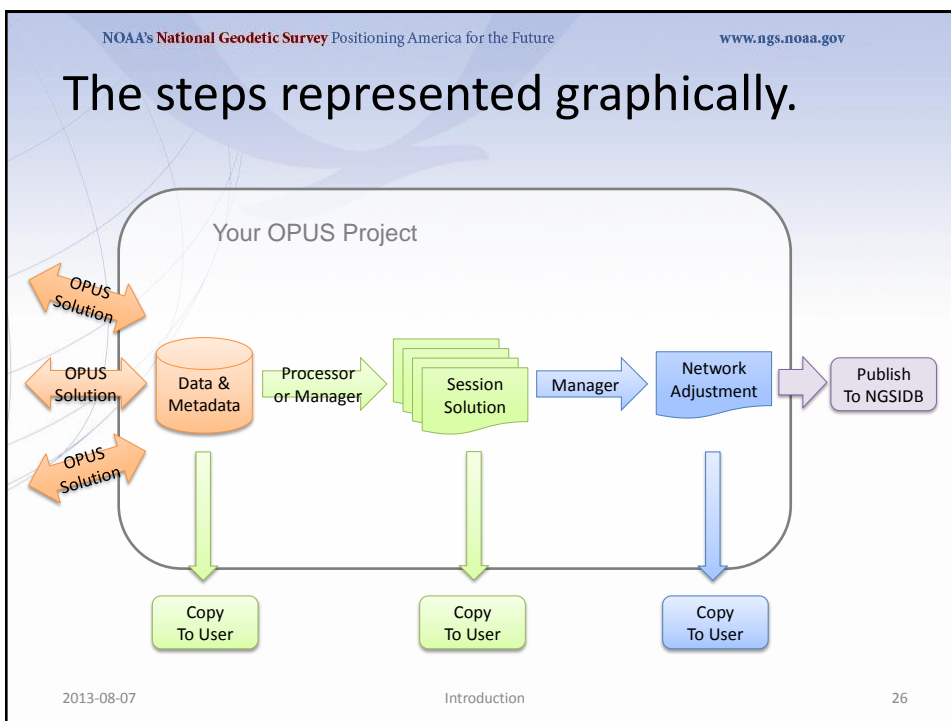 NOAA's National Geodetic Survey Positioning America for the Future www.ngs.noaa.gov
The steps represented graphically.
Your OPUS Project
OPUS
Solution
OPUS
Solution
OPUS
Solution
Data &
Metadata
Processor
or Manager
Session
Solution
Manager
Network
Adjustment
Publish
To NGSIDB
Copy
To User
Copy
To User
Copy
To User
2013-08-07 Introduction 26